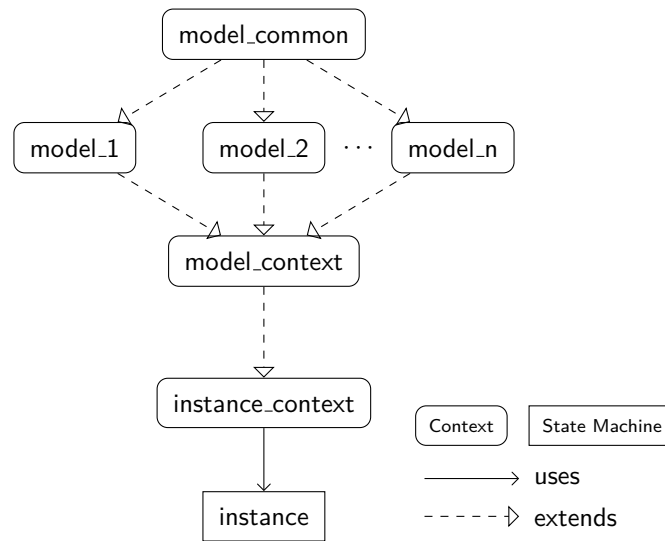 model_common
model_1 model_2 ··· model_n
model_context
instance_context
Context State Machine
uses
instance
extends